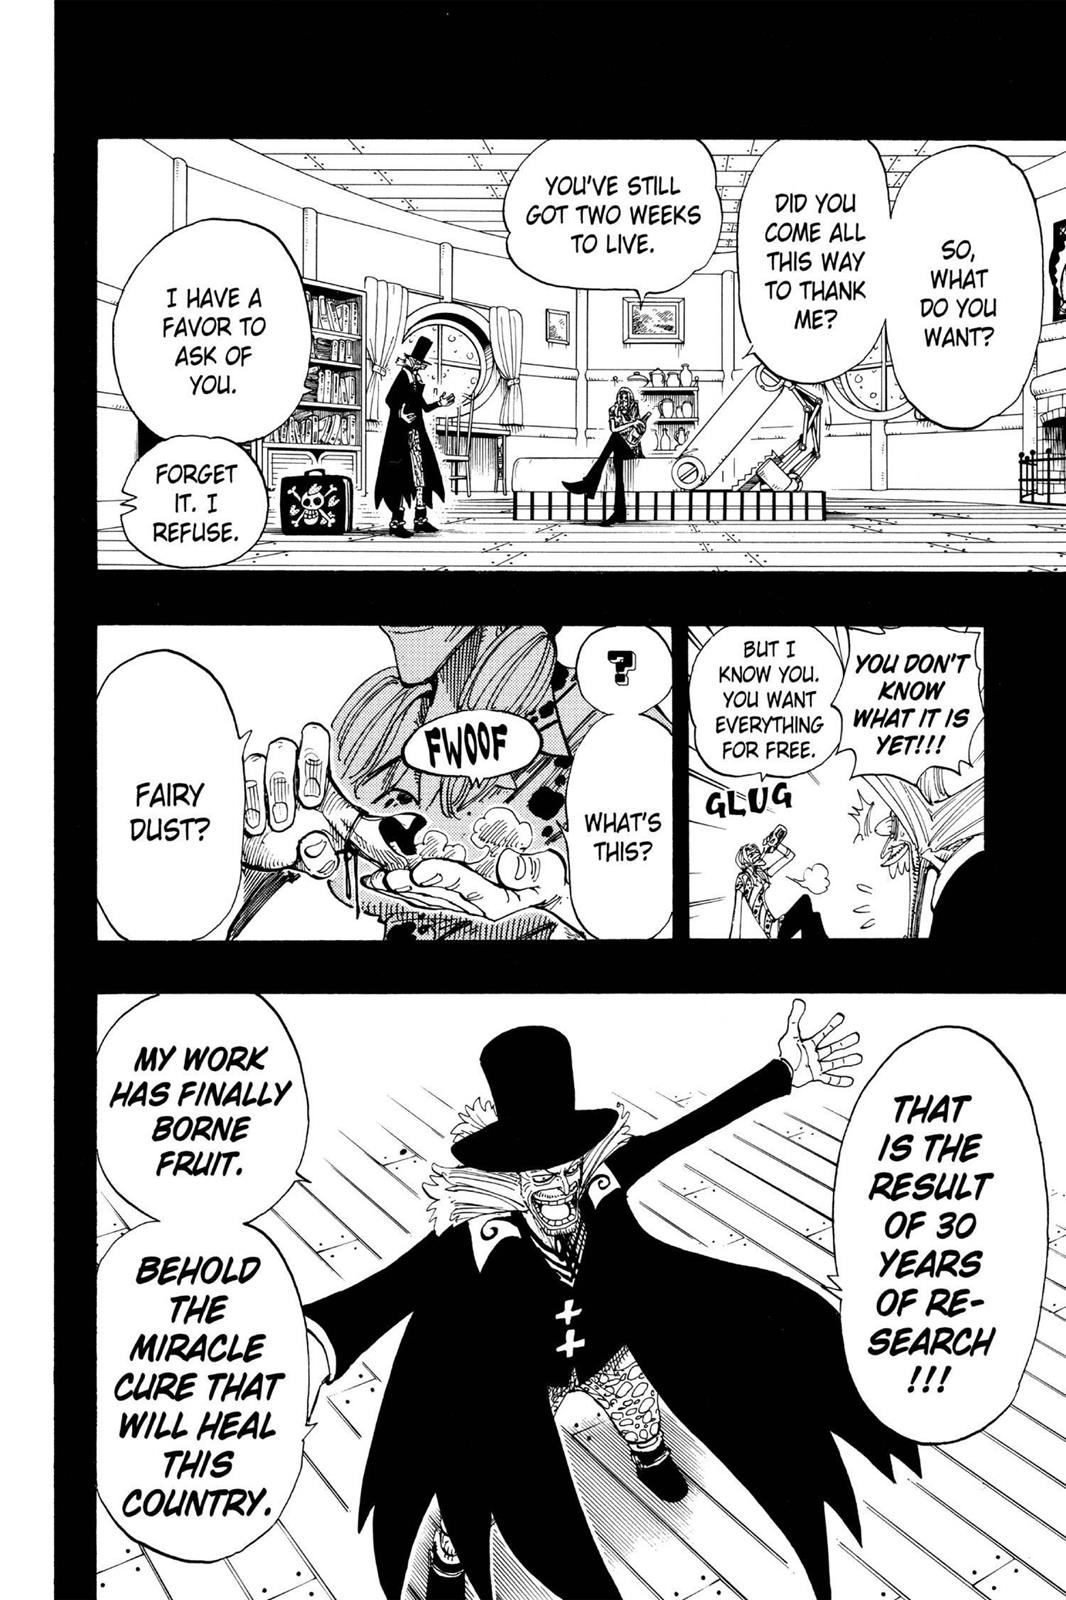 SO,
WHAT
DO YOU
WANT?
DID YOU
COME ALL
THIS WAY
TO THANK
ME?
YOU'VE STILL
GOT TWO WEEKS
TO LIVE.
I HAVE A
FAVOR TO
ASK OF
YOU.
FORGET
IT. I
REFUSE.
YOU DON'T
KNOW
WHAT IT IS
YET!!!
BUT I
KNOW YOU.
YOU WANT
EVERYTHING
FOR FREE.
GLUG
?
WHAT'S
THIS?
FWOOF
FAIRY
DUST?
THAT
IS THE
RESULT
OF 30
YEARS
OF RE-
SEARCH
!!!
MY WORK
HAS FINALLY
BORNE
FRUIT.
BEHOLD
THE
MIRACLE
CURE THAT
WILL HEAL
THIS
COUNTRY.